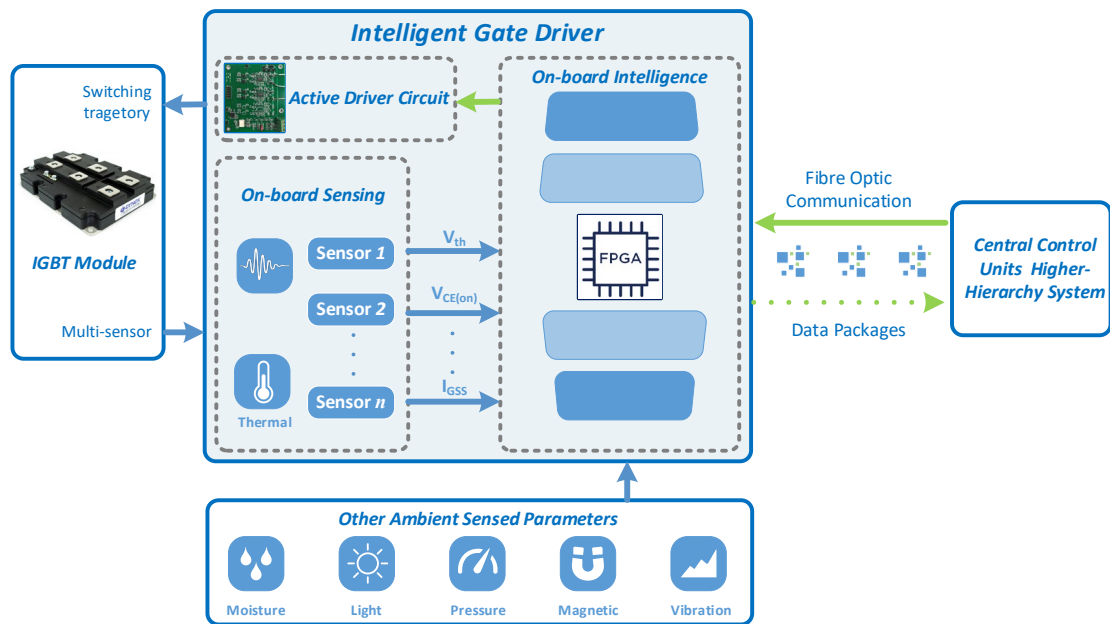 Intelligent Gate Driver
Switching
tragetory
IGBT Module
Multi-sensor
Active Driver Circuit
On-board Sensing
Thermal
Sensor 1
Sensor 2
Sensor n
Vth
VCE(on)
IGSS
On-board Intelligence
FPGA
Fibre Optic
Communication
Data Packages
Central Control
Units Higher-
Hierarchy System
Other Ambient Sensed Parameters
Moisture
Light
Pressure
Magnetic
Vibration